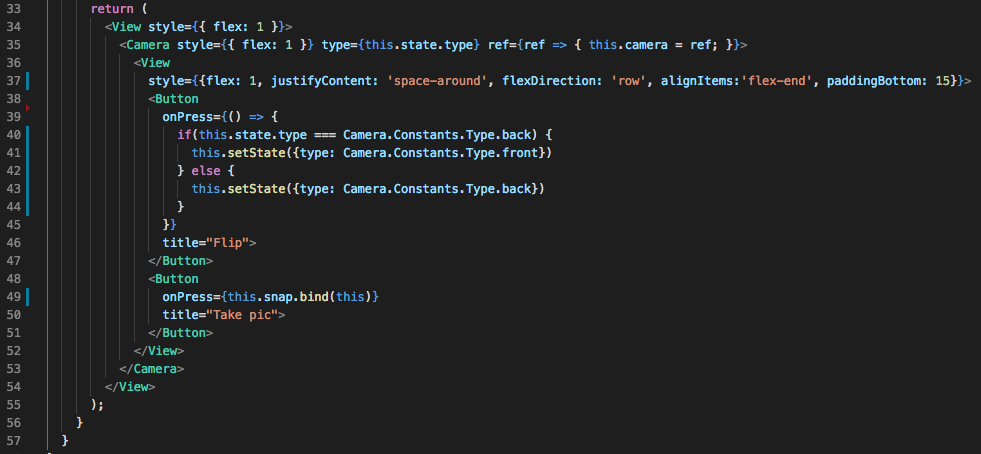 33 return (
34 <View style={{ flex: 1 }}>
35 <Camera style={{ flex: 1 }} type={this.state.type} ref={ref => { this.camera = ref; }}>
36 <View
37 style={{flex: 1, justifyContent: 'space-around', flexDirection: 'row', alignItems:'flex-end', paddingBottom: 15}}>
38 <Button
39 onPress={() => {
40 if(this.state.type === Camera.Constants.Type.back) {
41 this.setState({type: Camera.Constants.Type.front})
42 } else {
43 this.setState({type: Camera.Constants.Type.back})
44 }
45 }}
46 title="Flip">
47 </Button>
48 <Button
49 onPress={this.snap.bind(this)}
50 title="Take pic">
51 </Button>
52 </View>
53 </Camera>
54 </View>
55 );
56 }
57 }